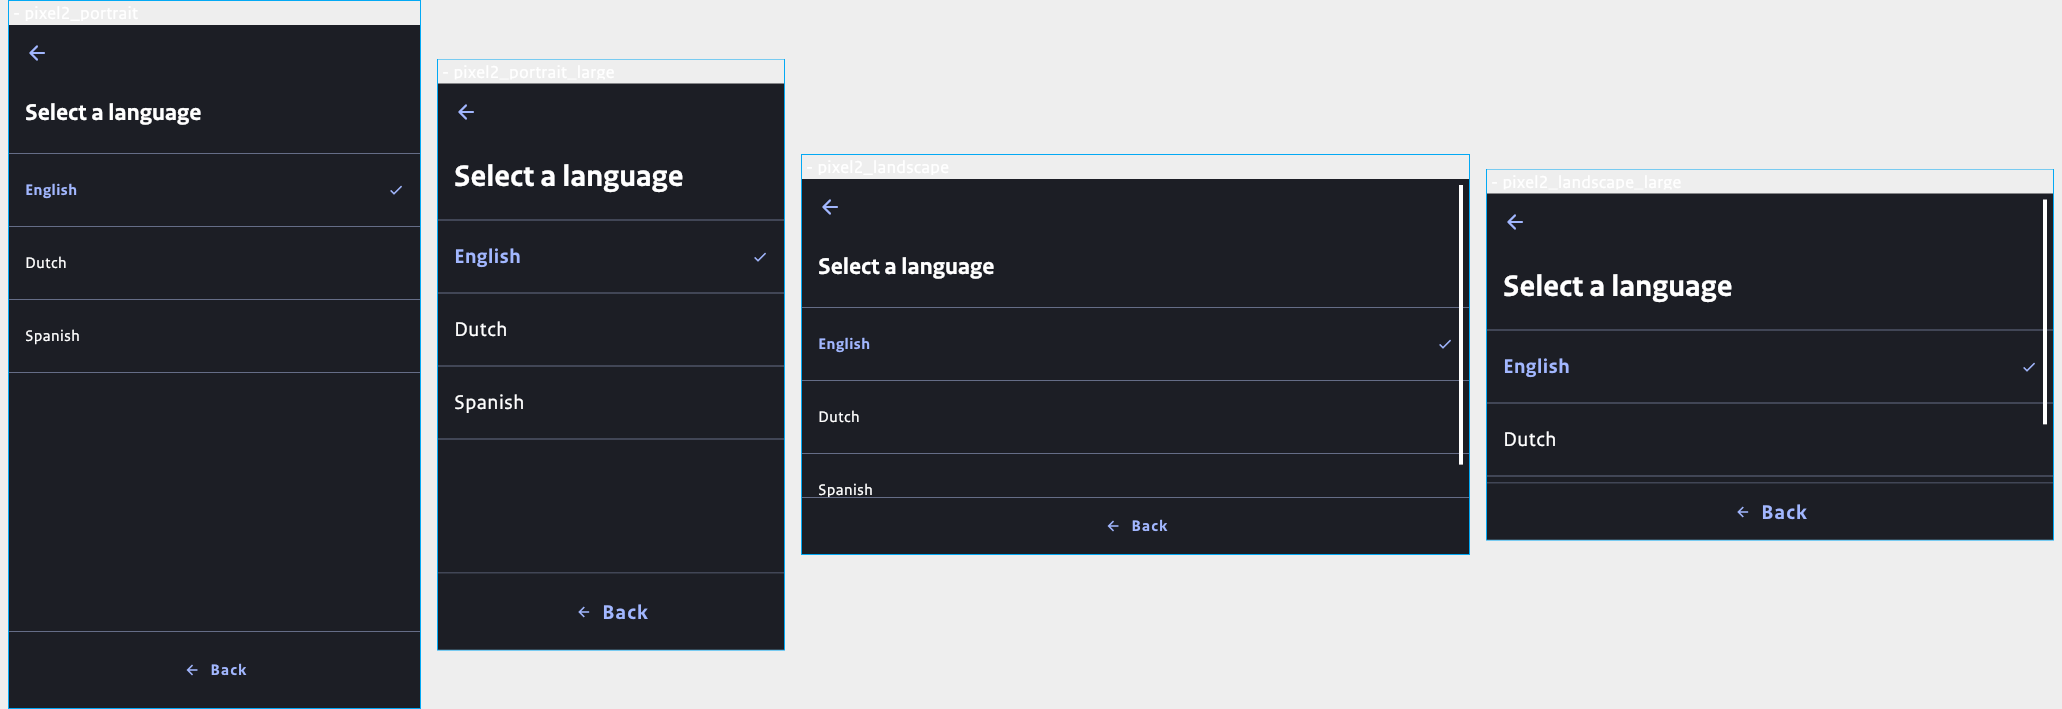 - pixel2_portrait
Select a language
English
Dutch
Spanish
Back
- pixel2_portrait_large
Select a language
English
Dutch
Spanish
Back
- pixel2_landscape
Select a language
English
Dutch
Spanish
Back
- pixel2_landscape_large
Select a language
English
Dutch
Back